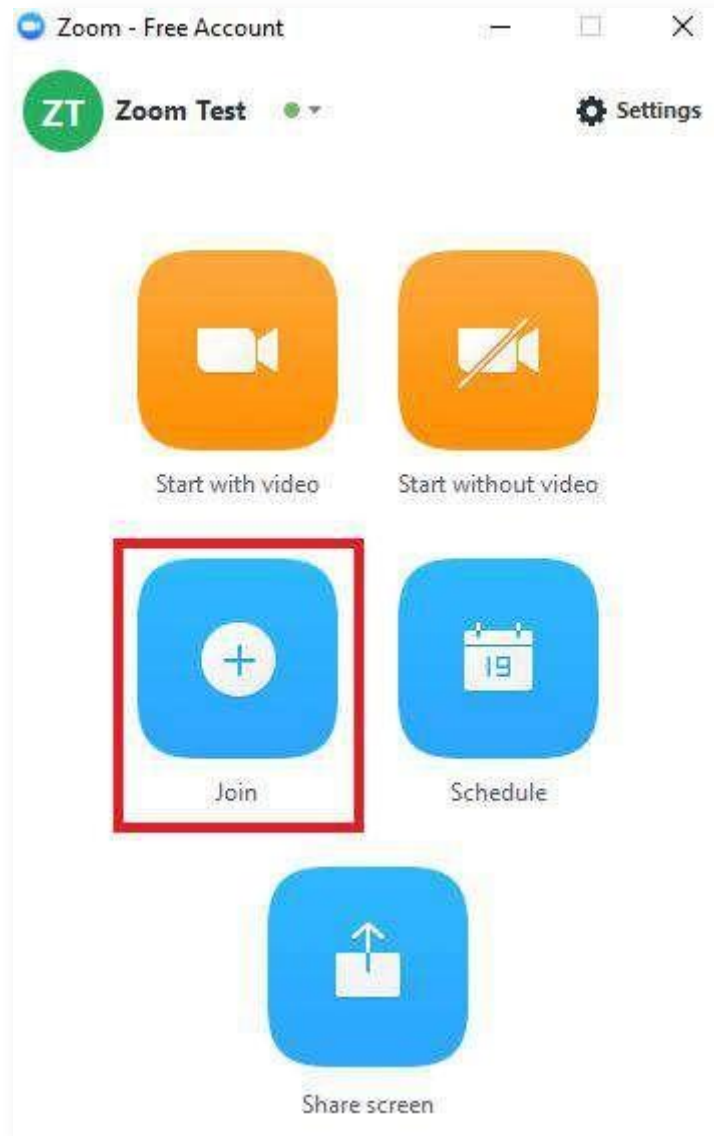 Zoom - Free Account
ZT Zoom Test Settings
Start with video Start without video
19
Join Schedule
Share screen